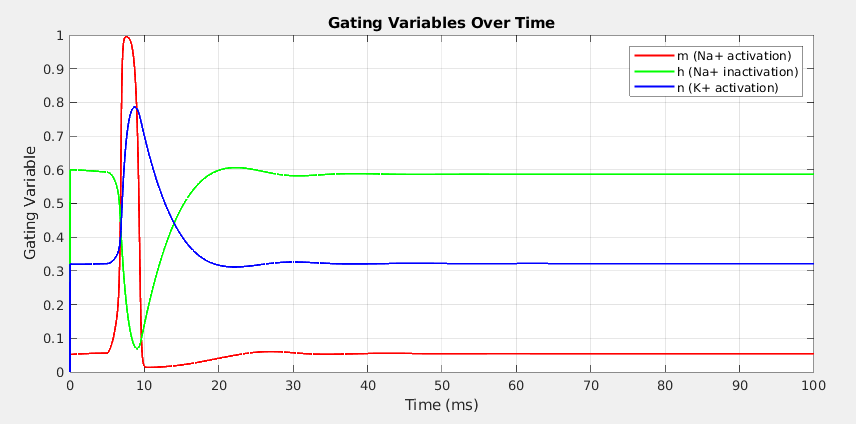 Gating Variables Over Time
m (Na+ activation)
h (Na+ inactivation)
n (K+ activation)
Gating Variable
1
0.9
0.8
0.7
0.6
0.5
0.4
0.3
0.2
0.1
0
0 10 20 30 40 50 60 70 80 90 100
Time (ms)